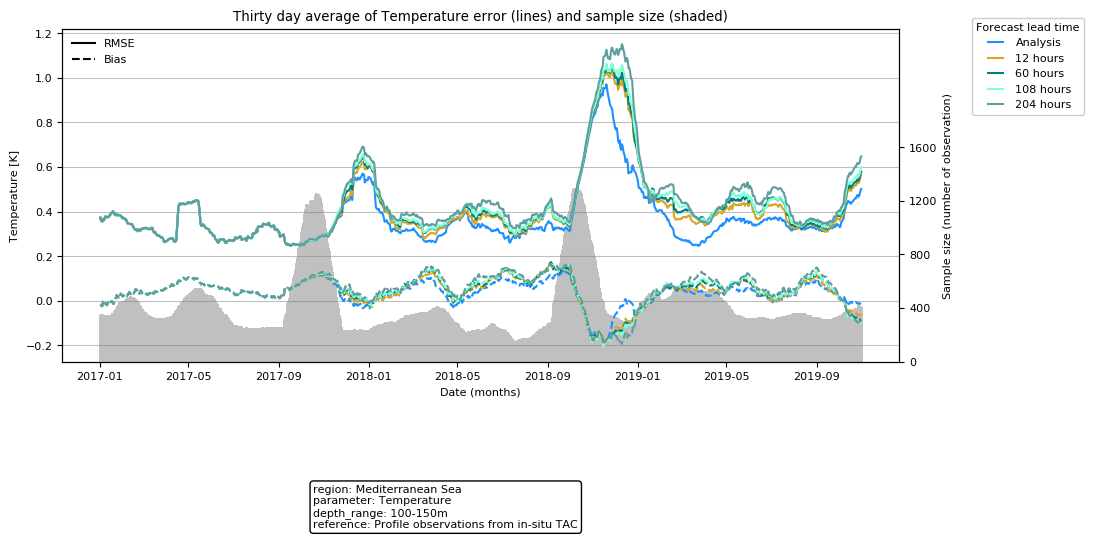 Thirty day average of Temperature error (lines) and sample size (shaded)
Forecast lead time
Analysis
12 hours
60 hours
108 hours
204 hours
RMSE
Bias
1.2
1.0
0.8
0.6
0.4
0.2
0.0
−0.2
Temperature [K]
1600
1200
800
400
0
Sample size (number of observation)
2017-01 2017-05 2017-09 2018-01 2018-05 2018-09 2019-01 2019-05 2019-09
Date (months)
region: Mediterranean Sea
parameter: Temperature
depth_range: 100-150m
reference: Profile observations from in-situ TAC